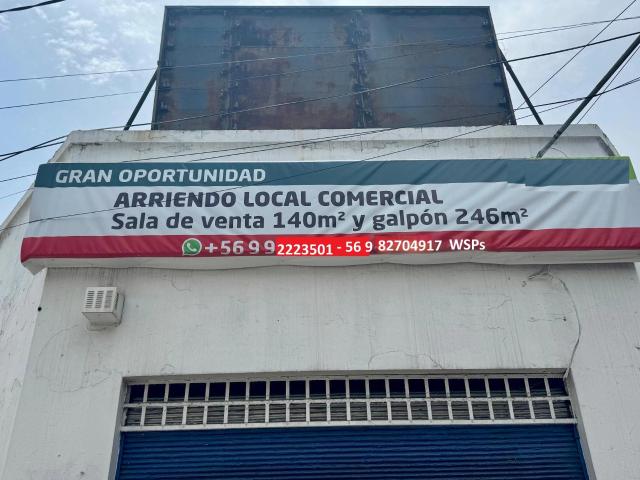 GRAN OPORTUNIDAD
ARRIENDO LOCAL COMERCIAL
Sala de venta 140m² y galpón 246m²
+56 9 9 2223501 - 56 9 82704917 WSPs